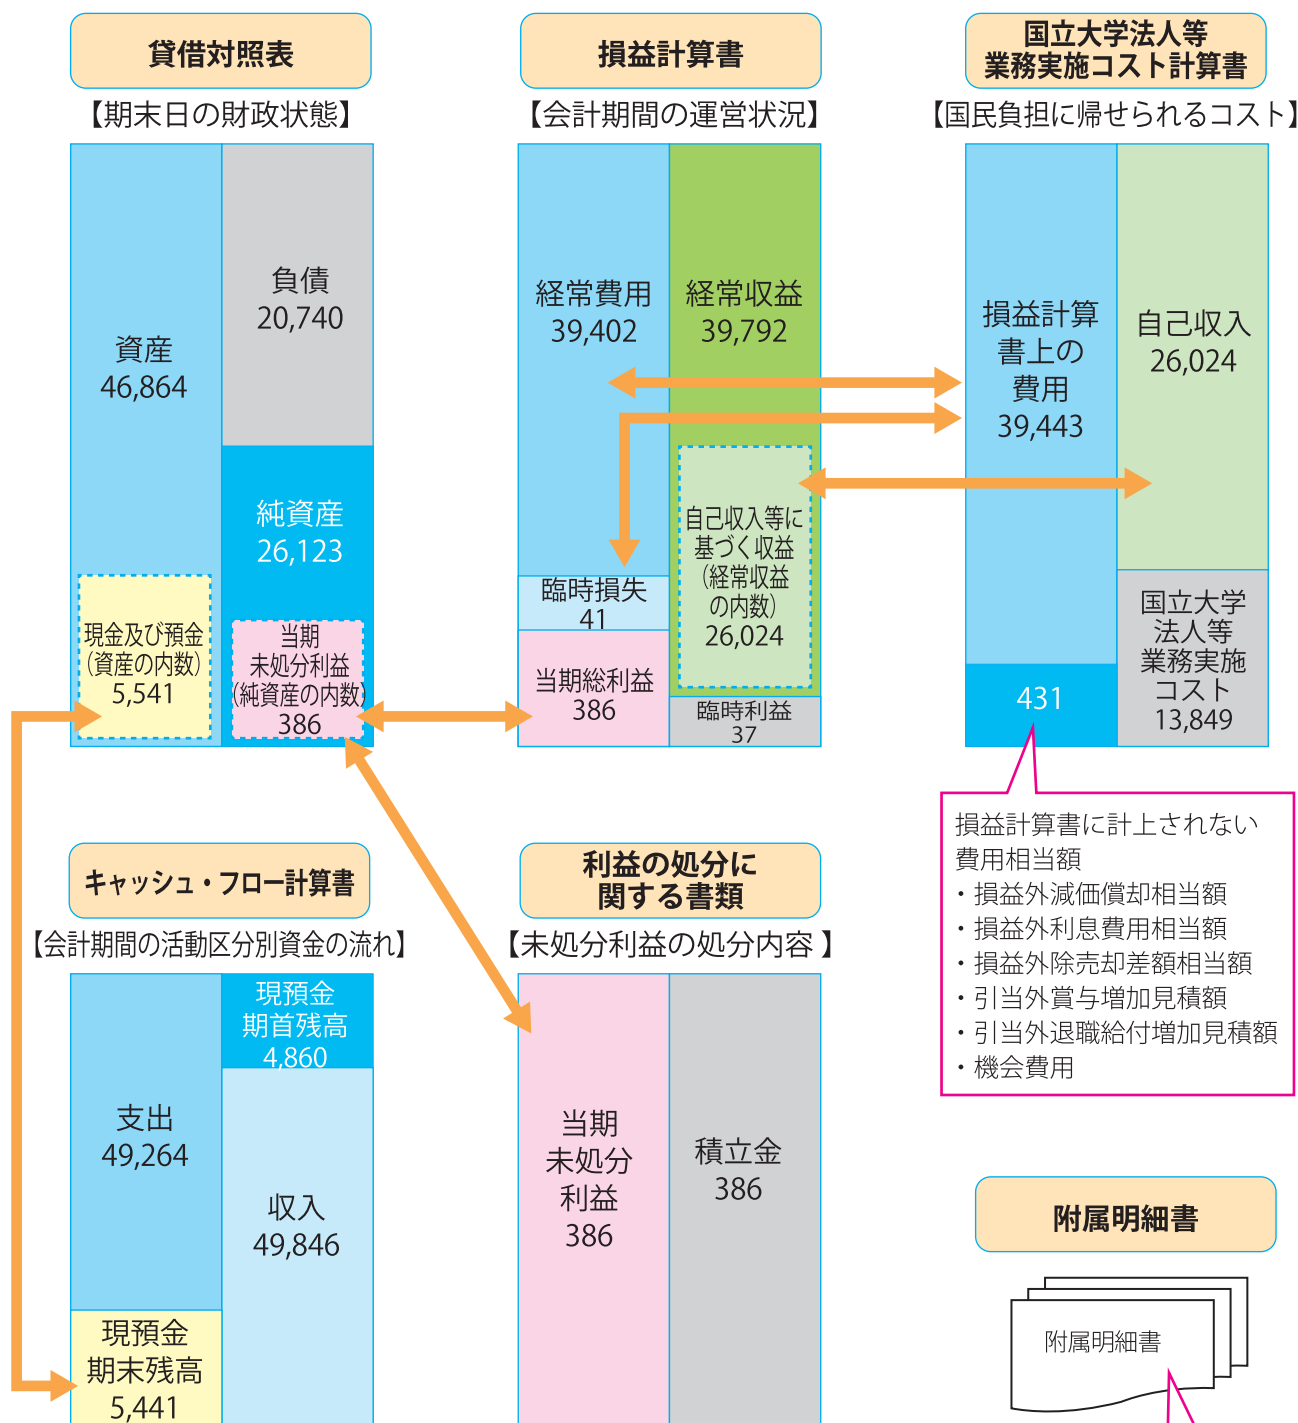 貸借対照表
【期末日の財政状態】
資産
46,864
負債
20,740
純資産
26,123
現金及び預金
(資産の内数)
5,541
当期
未処分利益
(純資産の内数)
386
損益計算書
【会計期間の運営状況】
経常費用
39,402
経常収益
39,792
自己収入等に
基づく収益
(経常収益
の内数)
26,024
臨時損失
41
当期総利益
386
臨時利益
37
国立大学法人等
業務実施コスト計算書
【国民負担に帰せられるコスト】
損益計算
書上の
費用
39,443
自己収入
26,024
431
国立大学
法人等
業務実施
コスト
13,849
損益計算書に計上されない
費用相当額
・損益外減価償却相当額
・損益外利息費用相当額
・損益外除売却差額相当額
・引当外賞与増加見積額
・引当外退職給付増加見積額
・機会費用
キャッシュ・フロー計算書
【会計期間の活動区分別資金の流れ】
支出
49,264
現預金
期首残高
4,860
収入
49,846
現預金
期末残高
5,441
利益の処分に
関する書類
【未処分利益の処分内容 】
当期
未処分
利益
386
積立金
386
附属明細書
附属明細書